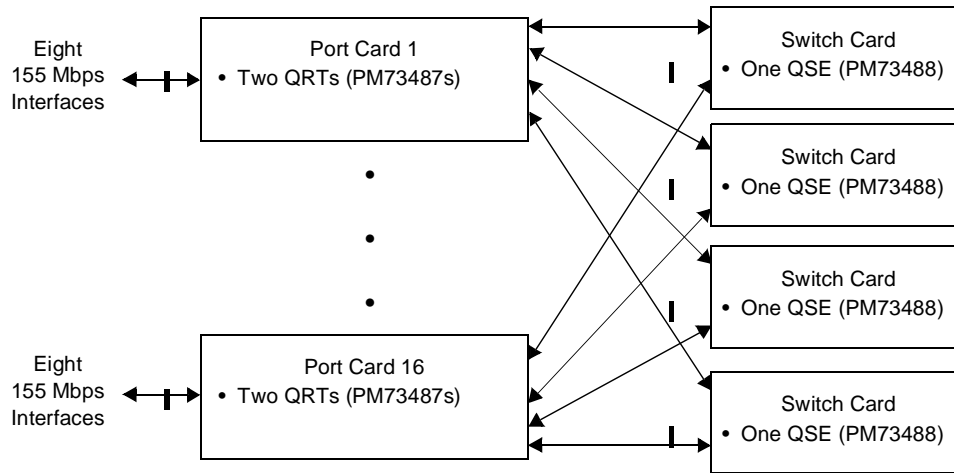 Eight
155 Mbps
Interfaces
Port Card 1
• Two QRTs (PM73487s)
Switch Card
• One QSE (PM73488)
Switch Card
• One QSE (PM73488)
Switch Card
• One QSE (PM73488)
Eight
155 Mbps
Interfaces
Port Card 16
• Two QRTs (PM73487s)
Switch Card
• One QSE (PM73488)